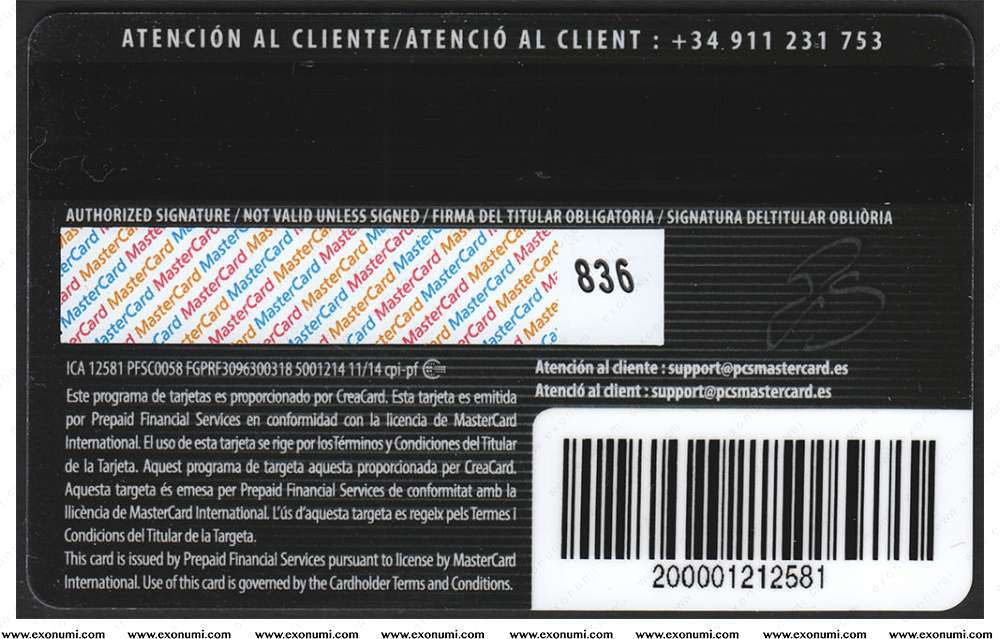 ATENCIÓN AL CLIENTE/ATENCIÓ AL CLIENT : +34 911 231 753
AUTHORIZED SIGNATURE / NOT VALID UNLESS SIGNED / FIRMA DEL TITULAR OBLIGATORIA / SIGNATURA DELTITULAR OBLIÒRIA
MasterCard MasterCard MasterCard MasterCard
836
ICA 12581 PFSC0058 FGPRF3096300318 5001214 11/14 cpi-pf
Este programa de tarjetas es proporcionado por CreaCard. Esta tarjeta es emitida
por Prepaid Financial Services en conformidad con la licencia de MasterCard
International. El uso de esta tarjeta se rige por losTérminos y Condiciones del Titular
de la Tarjeta. Aquest programa de targeta aquesta proporcionada per CreaCard.
Aquesta targeta és emesa per Prepaid Financial Services de conformitat amb la
llicència de MasterCard International. L'ús d'aquesta targeta es regeix pels Termes i
Condicions del Titular de la Targeta.
This card is issued by Prepaid Financial Services pursuant to license by MasterCard
International. Use of this card is governed by the Cardholder Terms and Conditions.
Atención al cliente : support@pcsmastercard.es
Atenció al client : support@pcsmastercard.es
200001212581
www.exonumi.com www.exonumi.com www.exonumi.com www.exonumi.com www.exonumi.com www.exonumi.com www.exonumi.com www.exonumi.com